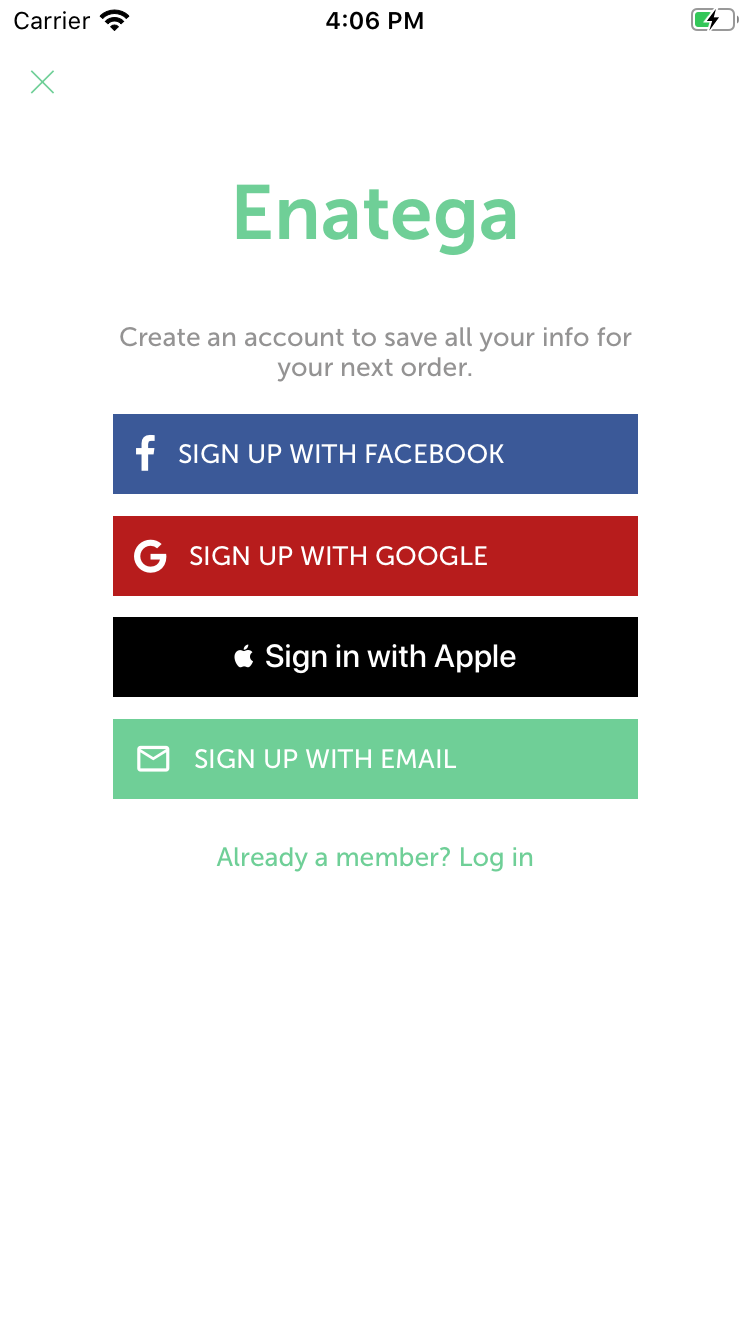 Carrier 4:06 PM
Enatega
Create an account to save all your info for
your next order.
SIGN UP WITH FACEBOOK
SIGN UP WITH GOOGLE
Sign in with Apple
SIGN UP WITH EMAIL
Already a member? Log in